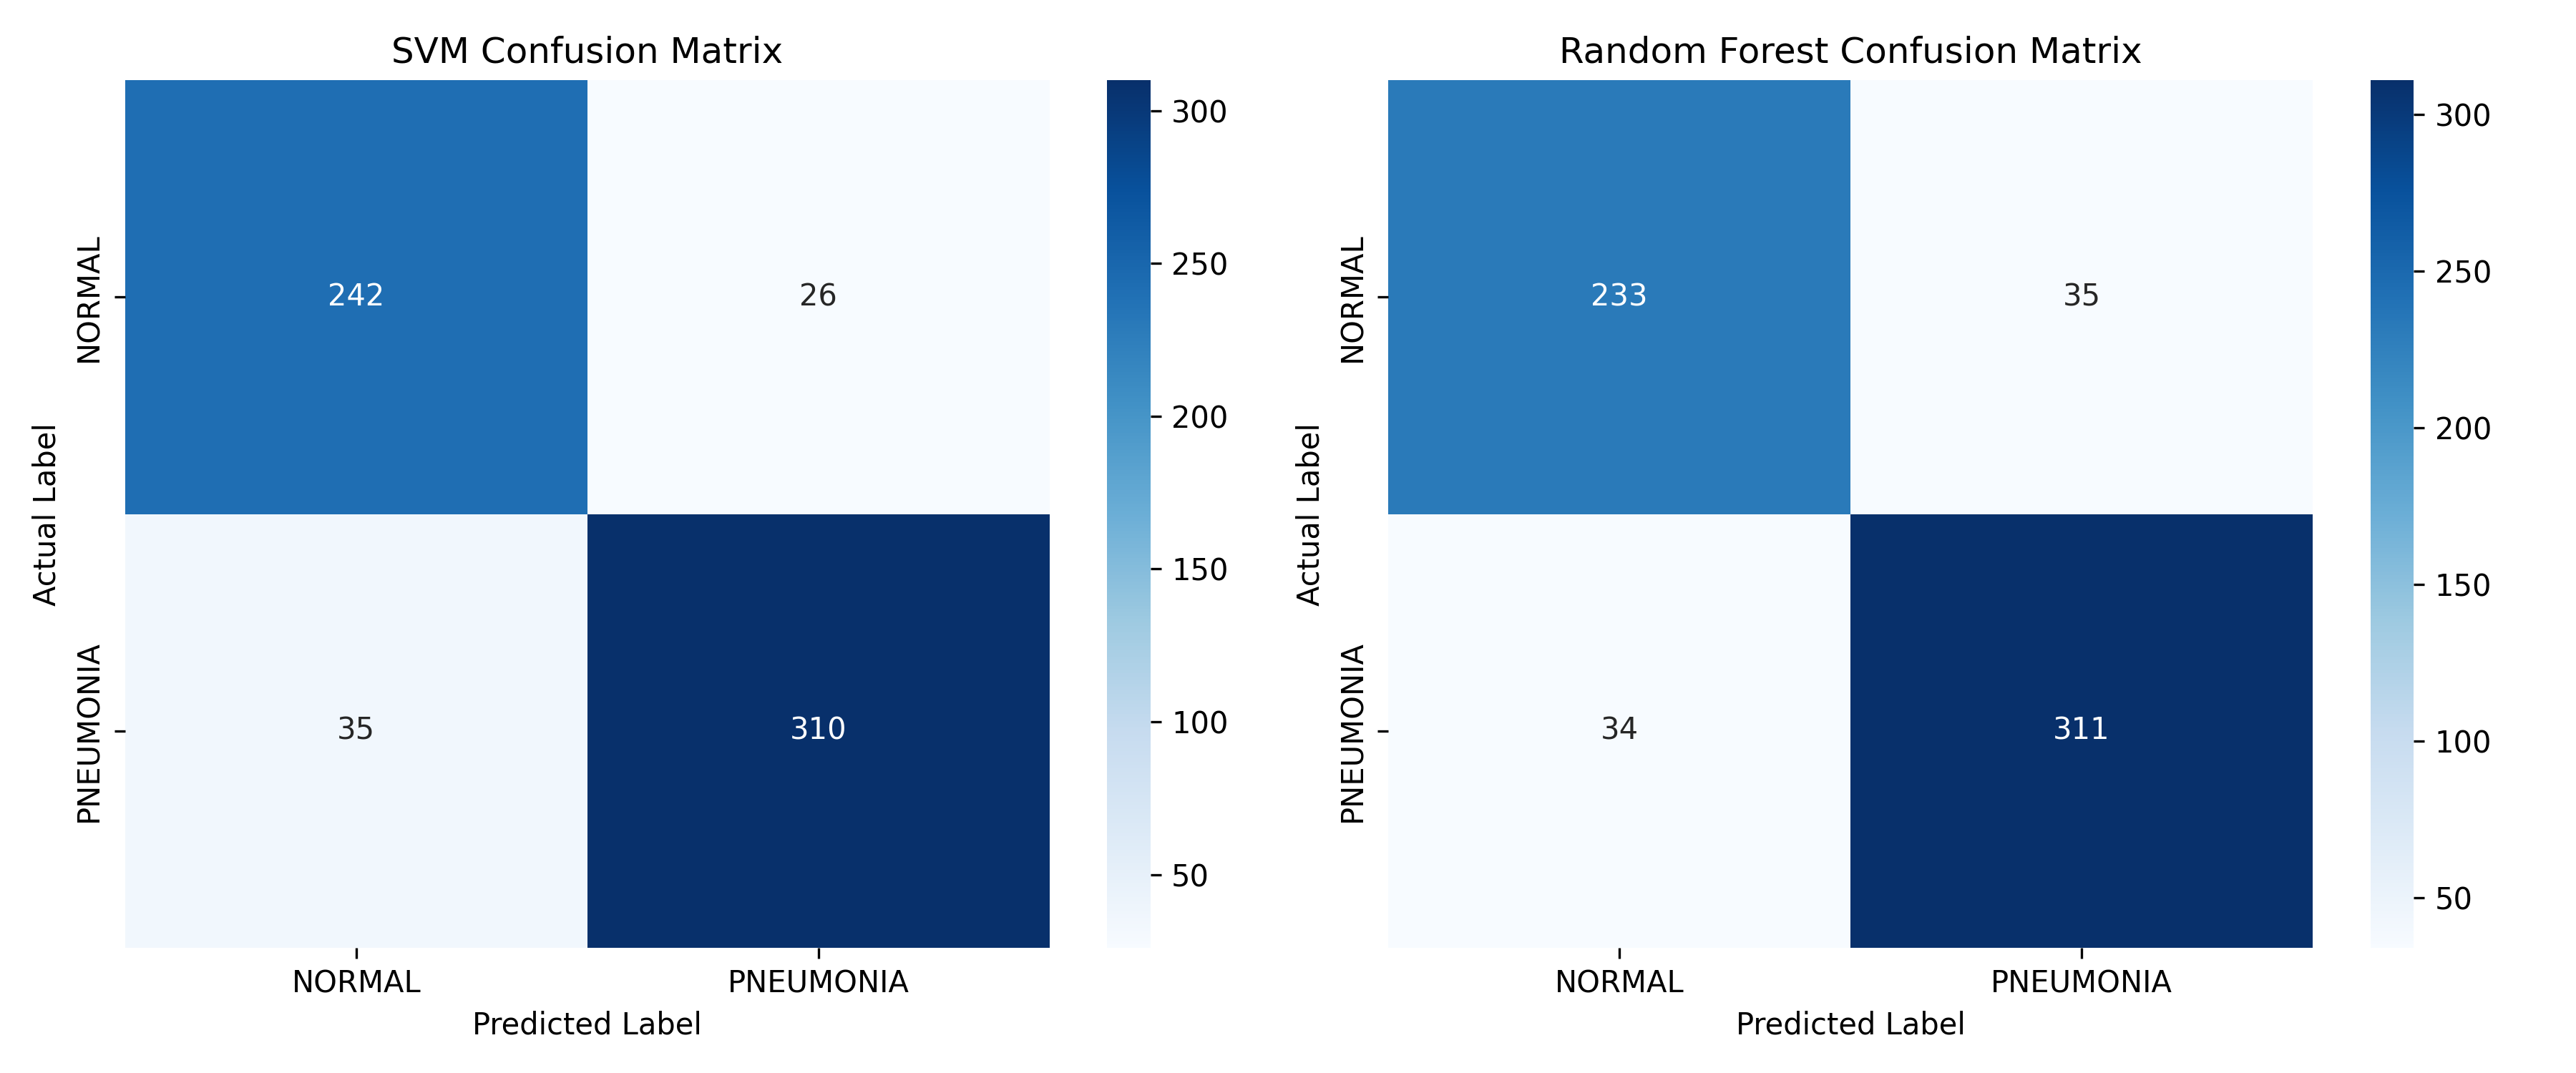 SVM Confusion Matrix
Actual Label
NORMAL
PNEUMONIA
242
26
35
310
NORMAL
PNEUMONIA
Predicted Label
300
250
200
150
100
50
Random Forest Confusion Matrix
Actual Label
NORMAL
PNEUMONIA
233
35
34
311
NORMAL
PNEUMONIA
Predicted Label
300
250
200
150
100
50